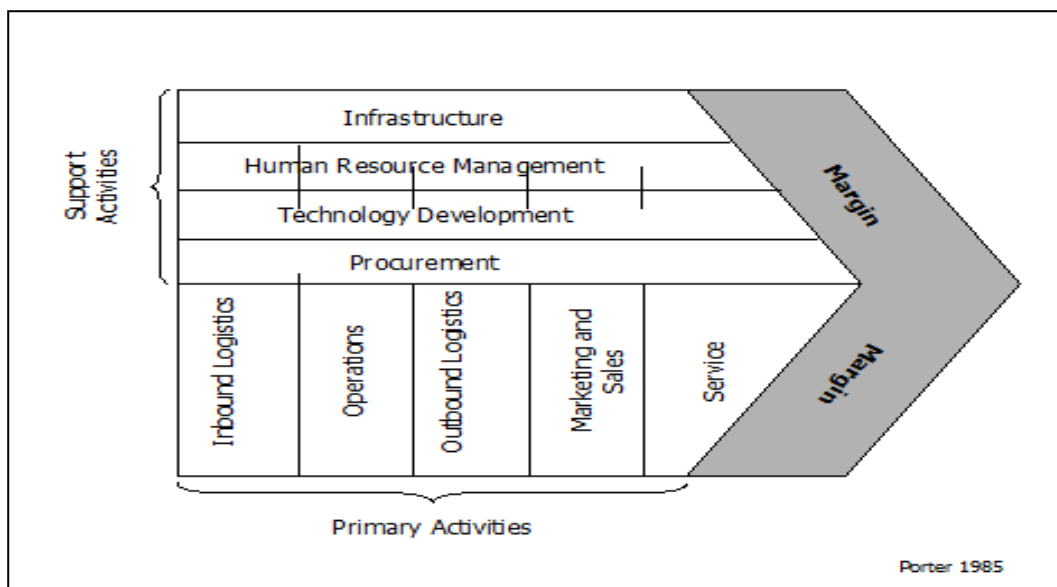 Infrastructure
Human Resource Management
Technology Development
Procurement
Support
Activities
Inbound Logistics
Operations
Outbound Logistics
Marketing and
Sales
Service
Margin
Margin
Primary Activities
Porter 1985